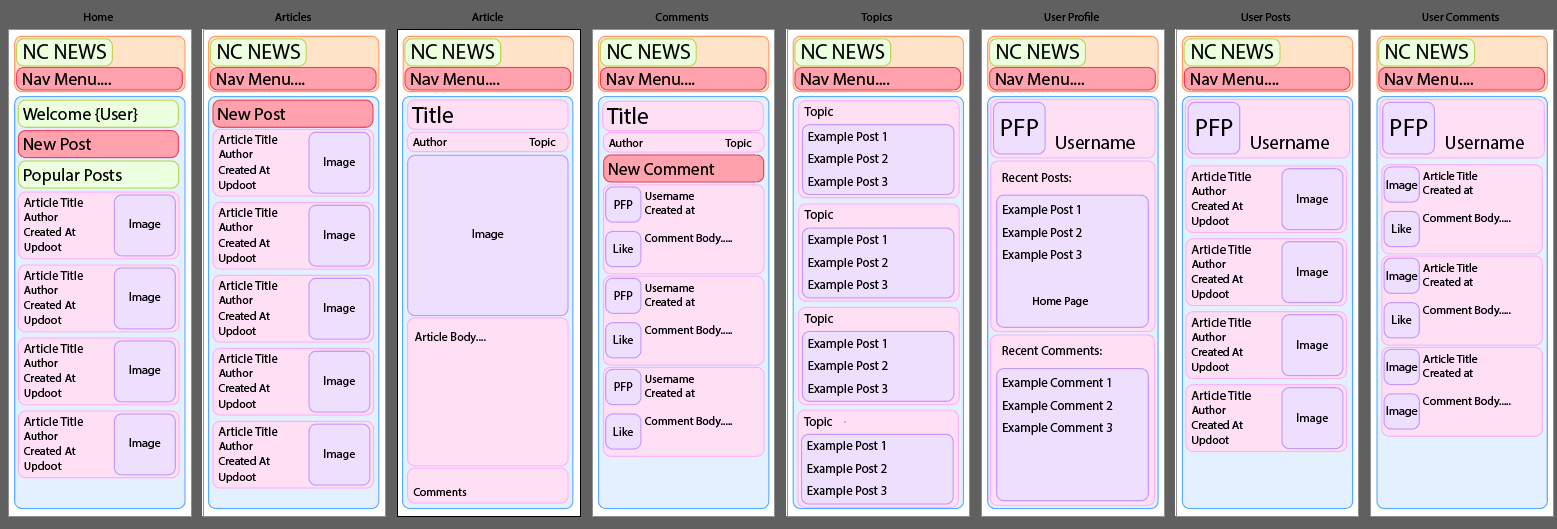 Home
NC NEWS
Nav Menu....
Welcome {User}
New Post
Popular Posts
Article Title
Author
Created At
Updoot
Image
Article Title
Author
Created At
Updoot
Image
Article Title
Author
Created At
Updoot
Image
Article Title
Author
Created At
Updoot
Image
Articles
NC NEWS
Nav Menu....
New Post
Article Title
Author
Created At
Updoot
Image
Article Title
Author
Created At
Updoot
Image
Article Title
Author
Created At
Updoot
Image
Article Title
Author
Created At
Updoot
Image
Article Title
Author
Created At
Updoot
Image
Article
NC NEWS
Nav Menu....
Title
Author Topic
Image
Article Body....
Comments
Comments
NC NEWS
Nav Menu....
Title
Author Topic
New Comment
PFP
Username
Created at
Like
Comment Body.....
PFP
Username
Created at
Like
Comment Body.....
PFP
Username
Created at
Like
Comment Body.....
Topics
NC NEWS
Nav Menu....
Topic
Example Post 1
Example Post 2
Example Post 3
Topic
Example Post 1
Example Post 2
Example Post 3
Topic
Example Post 1
Example Post 2
Example Post 3
Topic
Example Post 1
Example Post 2
Example Post 3
User Profile
NC NEWS
Nav Menu....
PFP
Username
Recent Posts:
Example Post 1
Example Post 2
Example Post 3
Home Page
Recent Comments:
Example Comment 1
Example Comment 2
Example Comment 3
User Posts
NC NEWS
Nav Menu....
PFP
Username
Article Title
Author
Created At
Updoot
Image
Article Title
Author
Created At
Updoot
Image
Article Title
Author
Created At
Updoot
Image
Article Title
Author
Created At
Updoot
Image
User Comments
NC NEWS
Nav Menu....
PFP
Username
Image
Article Title
Created at
Like
Comment Body.....
Image
Article Title
Created at
Like
Comment Body.....
Image
Article Title
Created at
Image
Comment Body.....